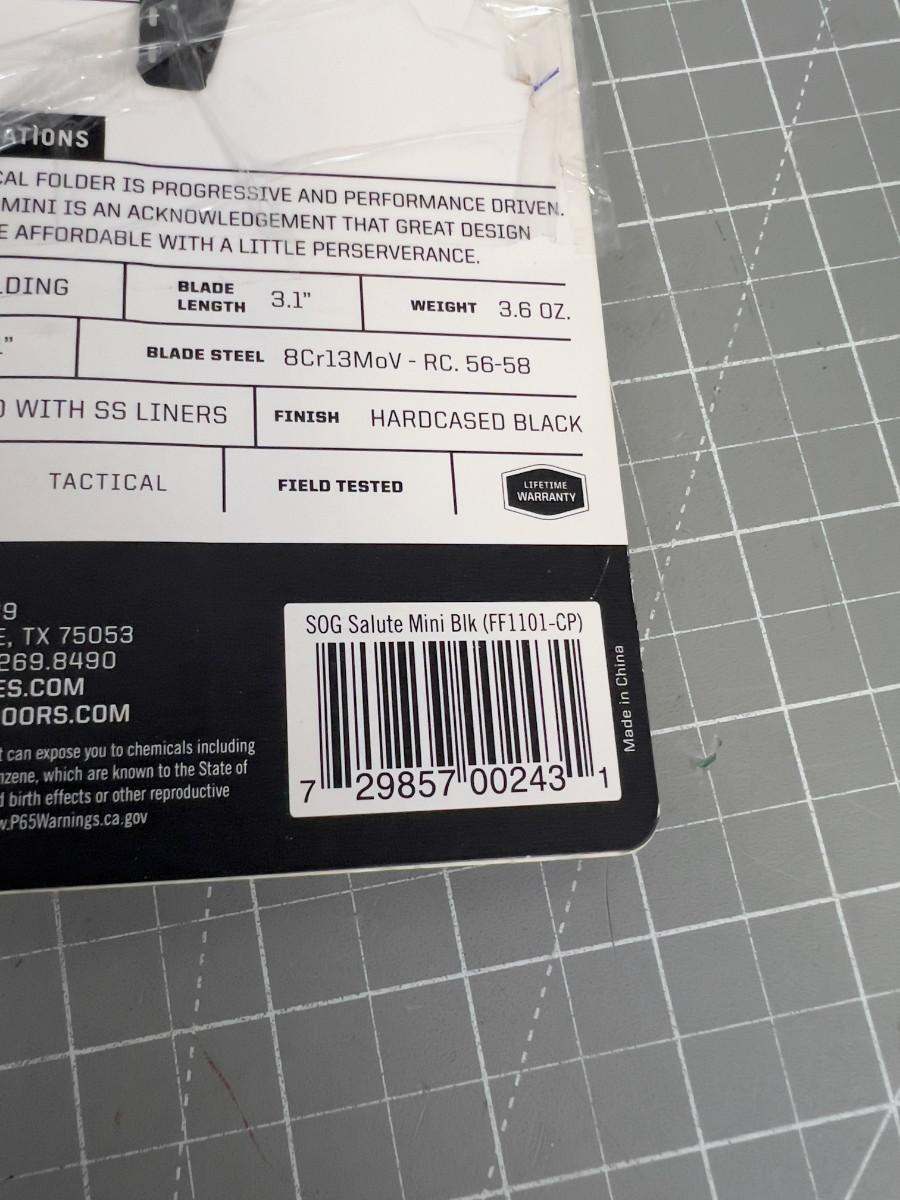 ATIONS
CAL FOLDER IS PROGRESSIVE AND PERFORMANCE DRIVEN.
MINI IS AN ACKNOWLEDGEMENT THAT GREAT DESIGN
E AFFORDABLE WITH A LITTLE PERSERVERANCE.
LDING
BLADE LENGTH 3.1"
WEIGHT 3.6 OZ.
BLADE STEEL 8Cr13MoV - RC. 56-58
WITH SS LINERS
FINISH HARDCASED BLACK
TACTICAL
FIELD TESTED
LIFETIME
WARRANTY
9
E, TX 75053
269.8490
ES.COM
OORS.COM
t can expose you to chemicals including
nzene, which are known to the State of
d birth effects or other reproductive
w.P65Warnings.ca.gov
SOG Salute Mini Blk (FF1101-CP)
7 29857 00243 1
Made in China